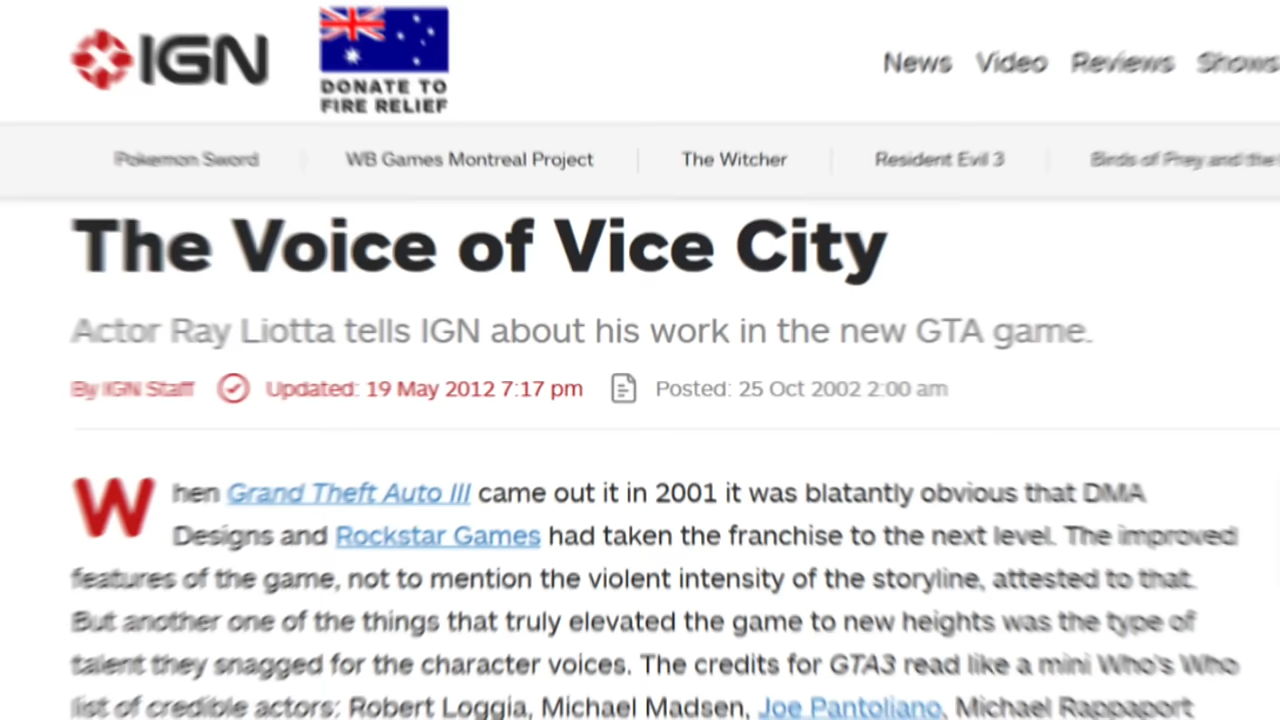 IGN
DONATE TO
FIRE RELIEF
News Video Reviews Shows
Pokemon Sword WB Games Montreal Project The Witcher Resident Evil 3 Birds of Prey and the
The Voice of Vice City
Actor Ray Liotta tells IGN about his work in the new GTA game.
By IGN Staff Updated: 19 May 2012 7:17 pm Posted: 25 Oct 2002 2:00 am
When Grand Theft Auto III came out it in 2001 it was blatantly obvious that DMA
Designs and Rockstar Games had taken the franchise to the next level. The improved
features of the game, not to mention the violent intensity of the storyline, attested to that.
But another one of the things that truly elevated the game to new heights was the type of
talent they snagged for the character voices. The credits for GTA3 read like a mini Who's Who
list of credible actors: Robert Loggia, Michael Madsen, Joe Pantoliano, Michael Rappaport